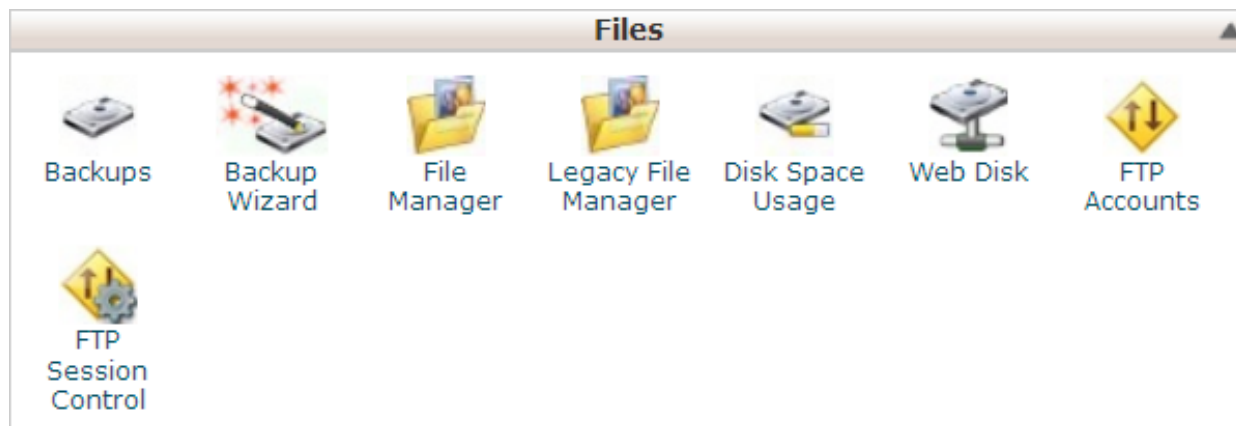 Files
Backups
Backup
Wizard
File
Manager
Legacy File
Manager
Disk Space
Usage
Web Disk
FTP
Accounts
FTP
Session
Control